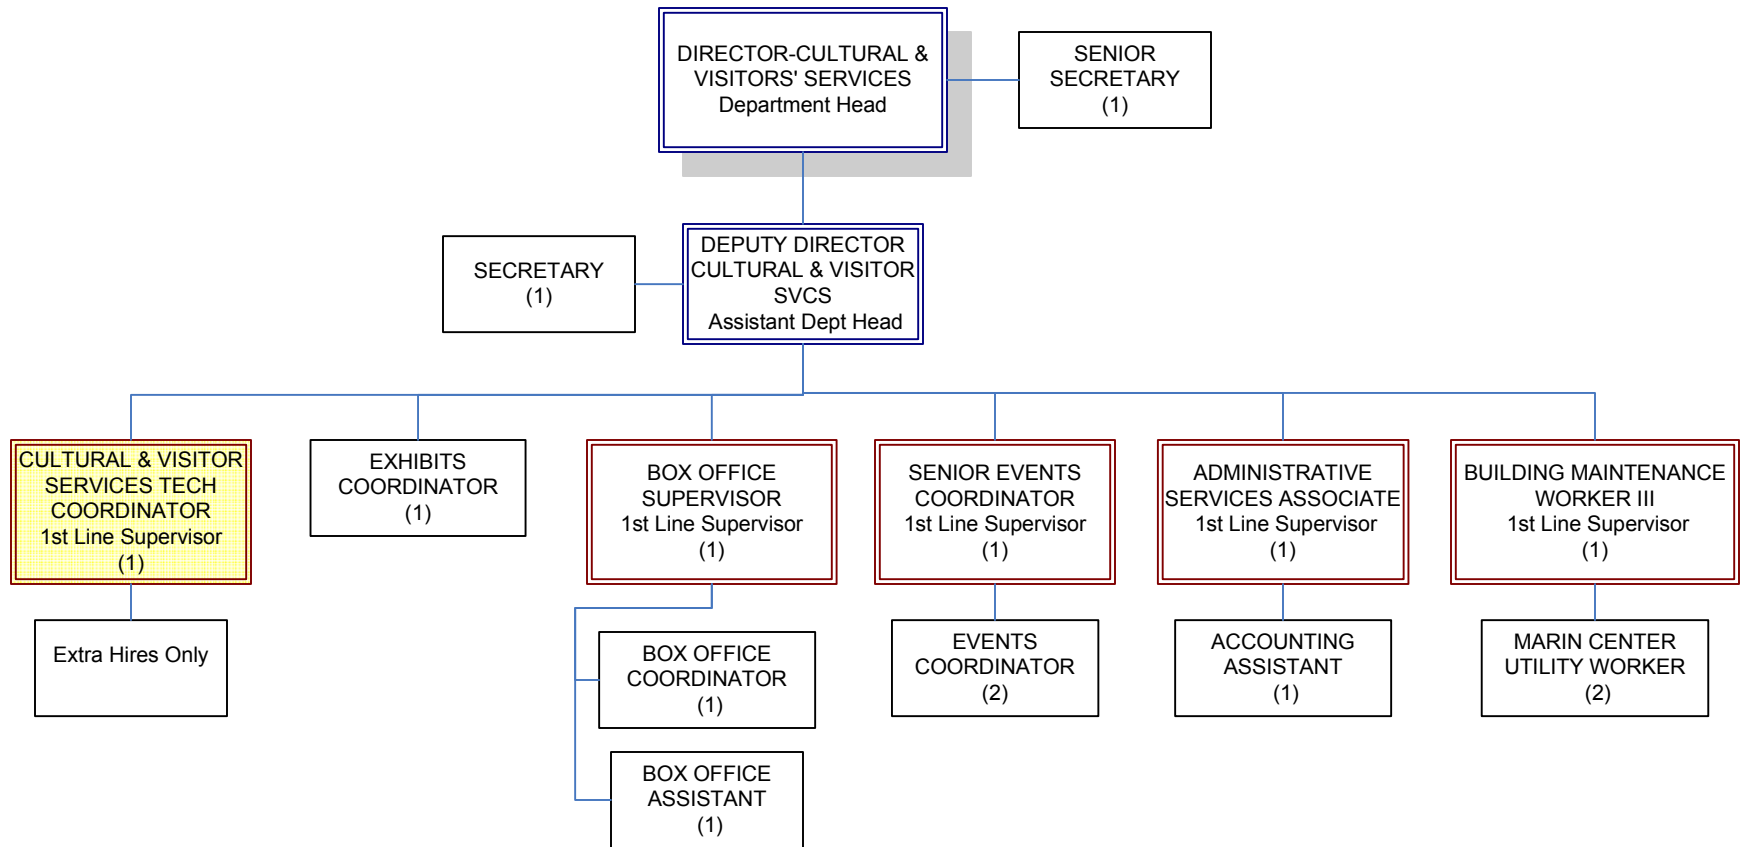 DIRECTOR-CULTURAL &
VISITORS' SERVICES
Department Head
SENIOR
SECRETARY
(1)
SECRETARY
(1)
DEPUTY DIRECTOR
CULTURAL & VISITOR
SVCS
Assistant Dept Head
CULTURAL & VISITOR
SERVICES TECH
COORDINATOR
1st Line Supervisor
(1)
EXHIBITS
COORDINATOR
(1)
BOX OFFICE
SUPERVISOR
1st Line Supervisor
(1)
SENIOR EVENTS
COORDINATOR
1st Line Supervisor
(1)
ADMINISTRATIVE
SERVICES ASSOCIATE
1st Line Supervisor
(1)
BUILDING MAINTENANCE
WORKER III
1st Line Supervisor
(1)
Extra Hires Only
BOX OFFICE
COORDINATOR
(1)
EVENTS
COORDINATOR
(2)
ACCOUNTING
ASSISTANT
(1)
MARIN CENTER
UTILITY WORKER
(2)
BOX OFFICE
ASSISTANT
(1)